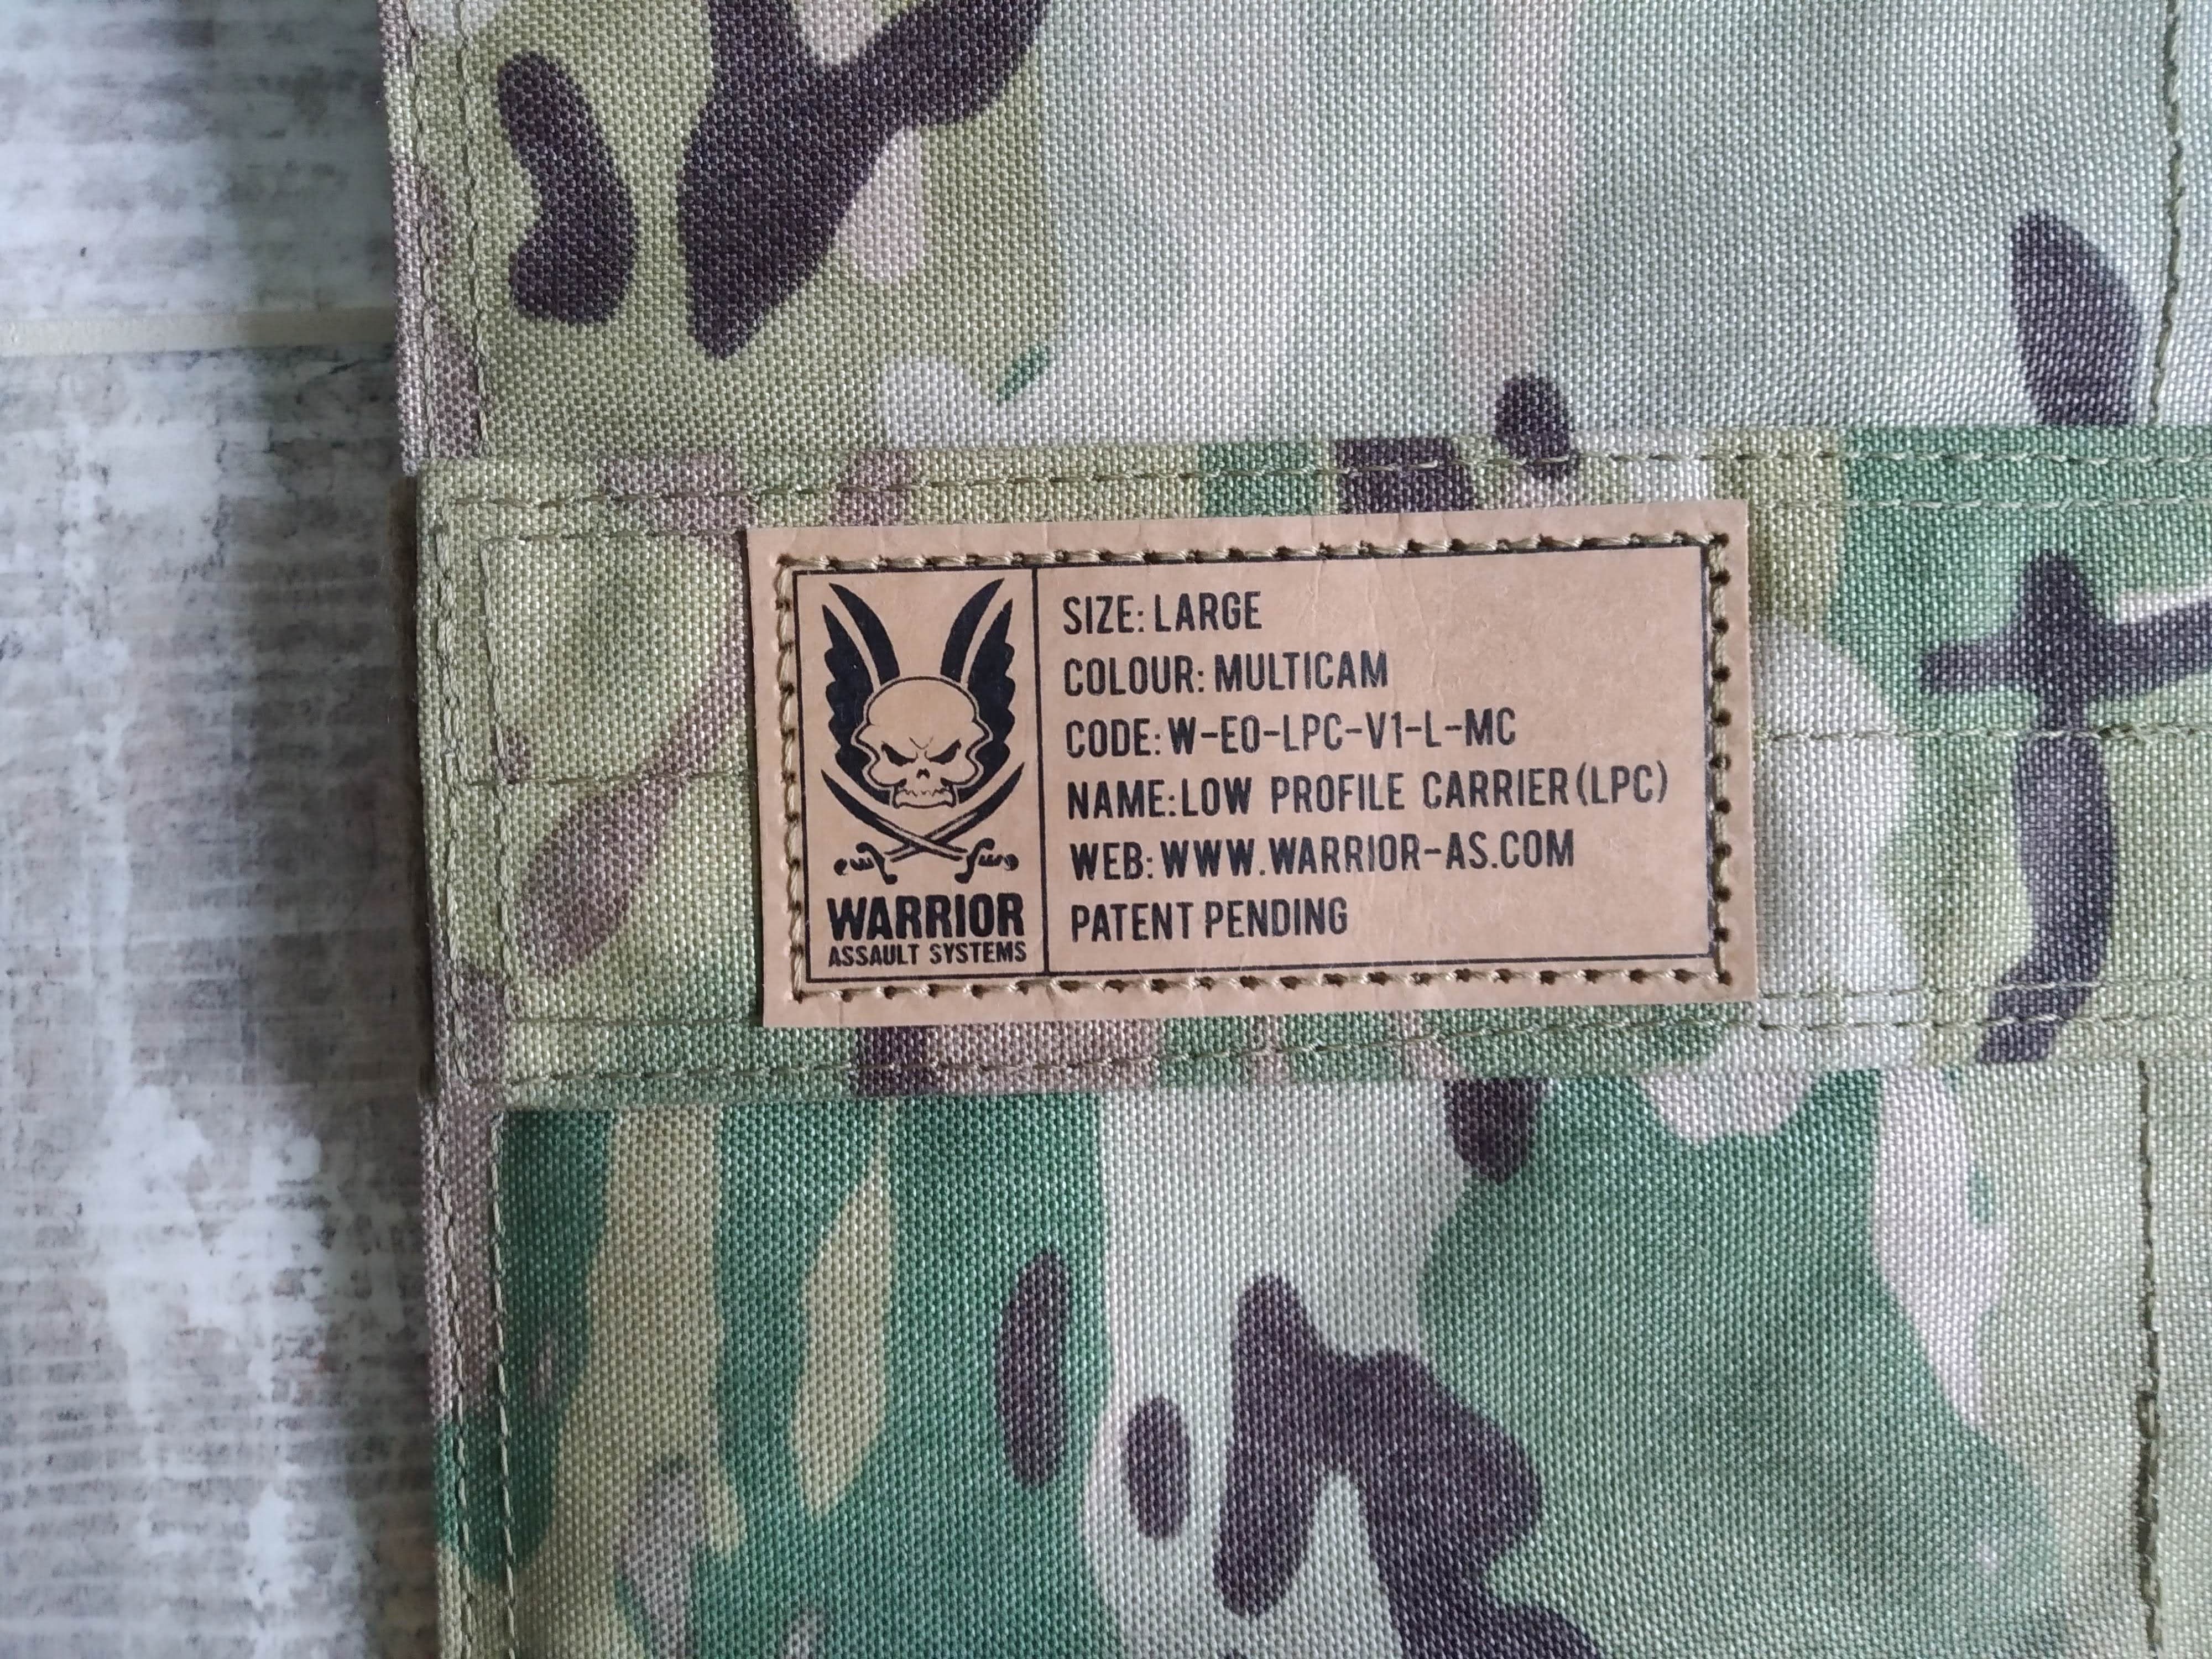 SIZE: LARGE
COLOUR: MULTICAM
CODE: W-EO-LPC-V1-L-MC
NAME:LOW PROFILE CARRIER(LPC)
WEB: WWW.WARRIOR-AS.COM
PATENT PENDING
WARRIOR
ASSAULT SYSTEMS